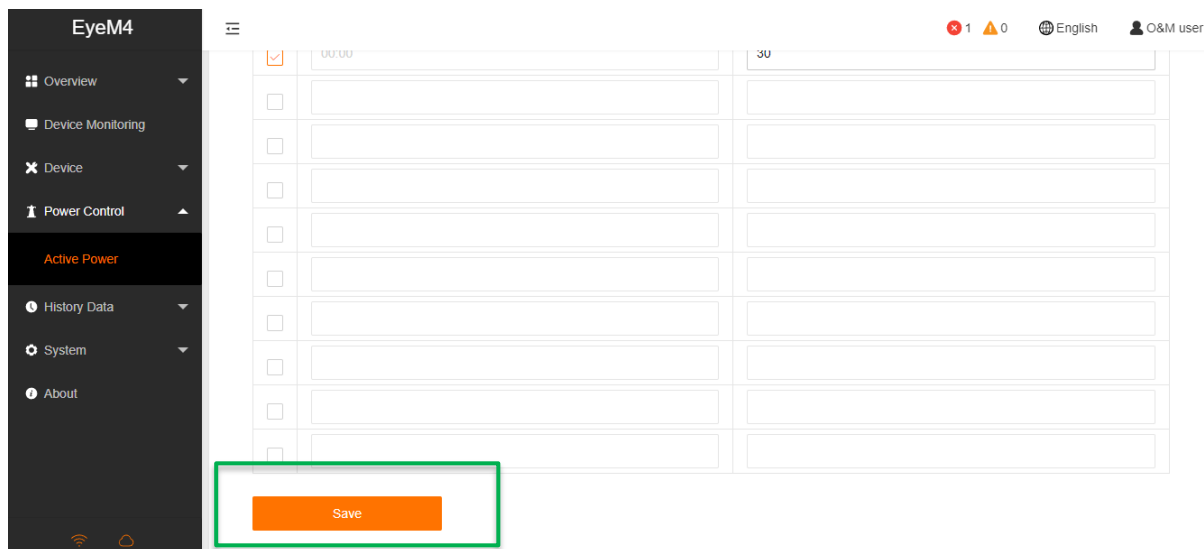 EyeM4
1 0 English O&M user
00:00 30
Overview
Device Monitoring
Device
Power Control
Active Power
History Data
System
About
Save